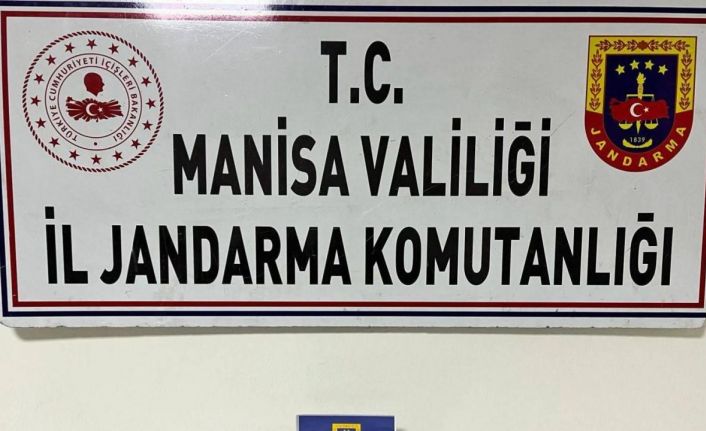 T.C.
MANİSA VALİLİĞİ
İL JANDARMA KOMUTANLIĞI
TÜRKİYE CUMHURİYETİ İÇİŞLERİ BAKANLIĞI
1839
JANDARMA